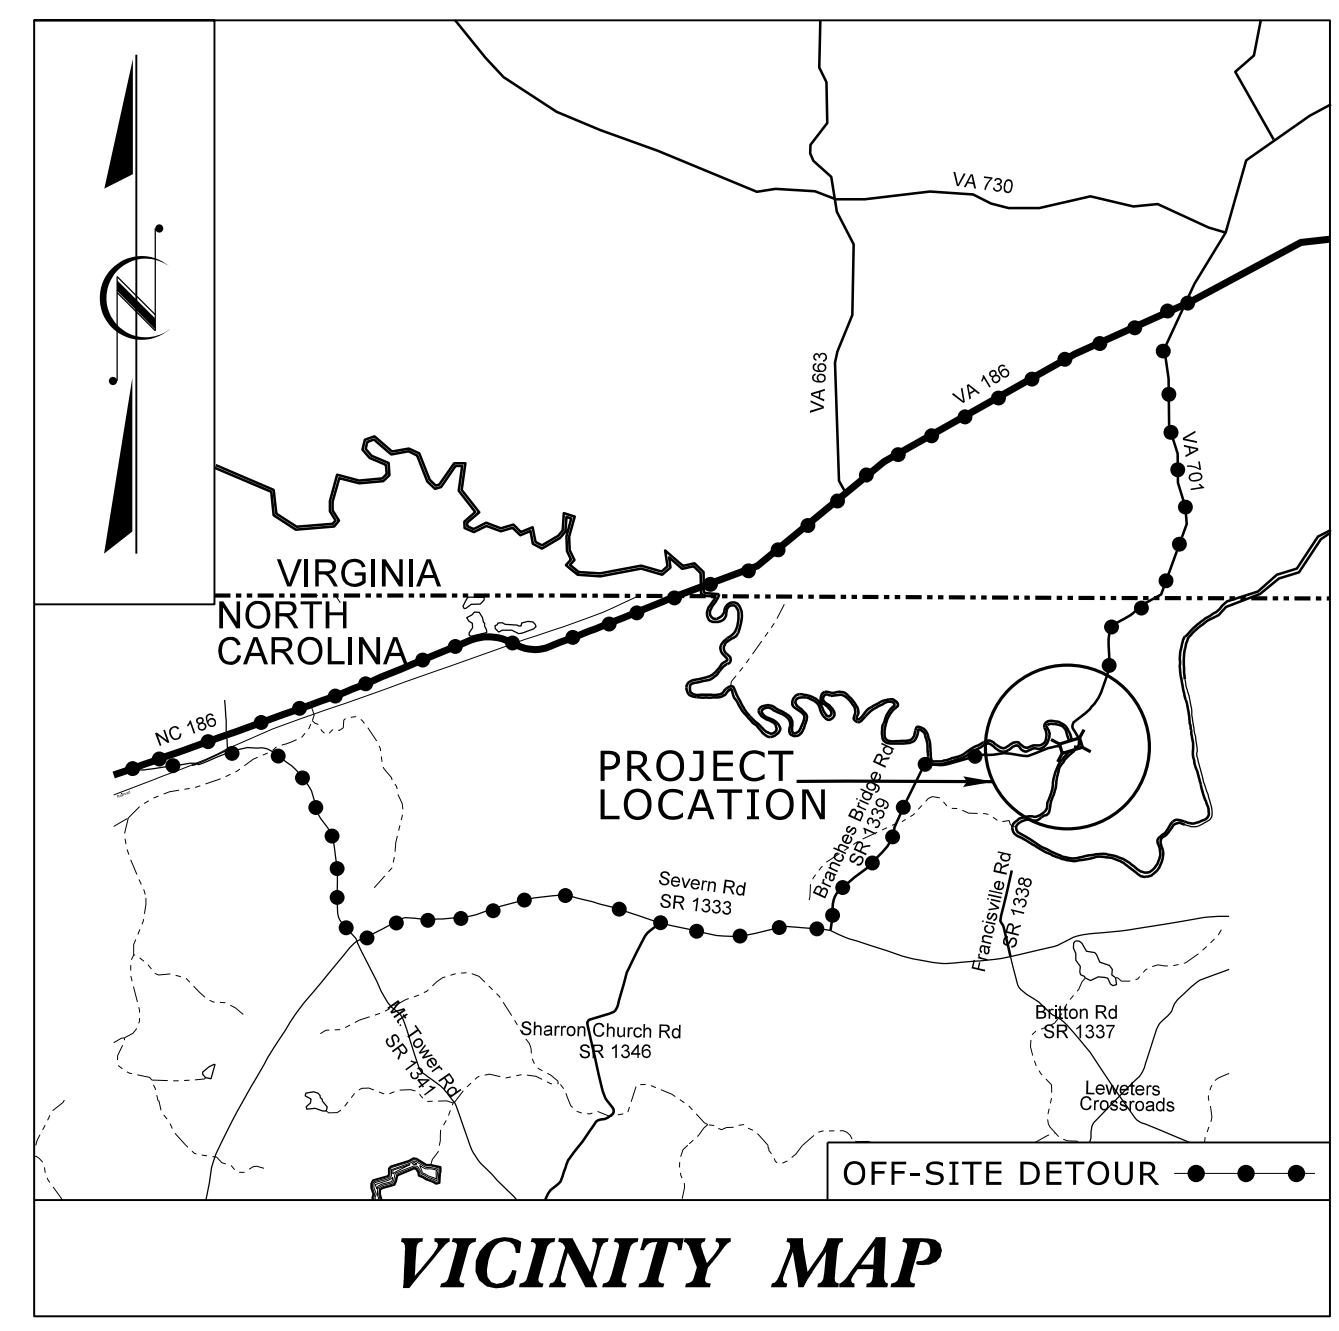 VA 730
VA 663
VA 186
VA 701
VIRGINIA
NORTH
CAROLINA
NC 186
N
PROJECT
LOCATION
Branches Bridge Rd
SR 1339
Severn Rd
SR 1333
Francisville Rd
SR 1338
Mt. Tower Rd
SR 1341
Sharron Church Rd
SR 1346
Britton Rd
SR 1337
Leweters
Crossroads
OFF-SITE DETOUR
VICINITY MAP